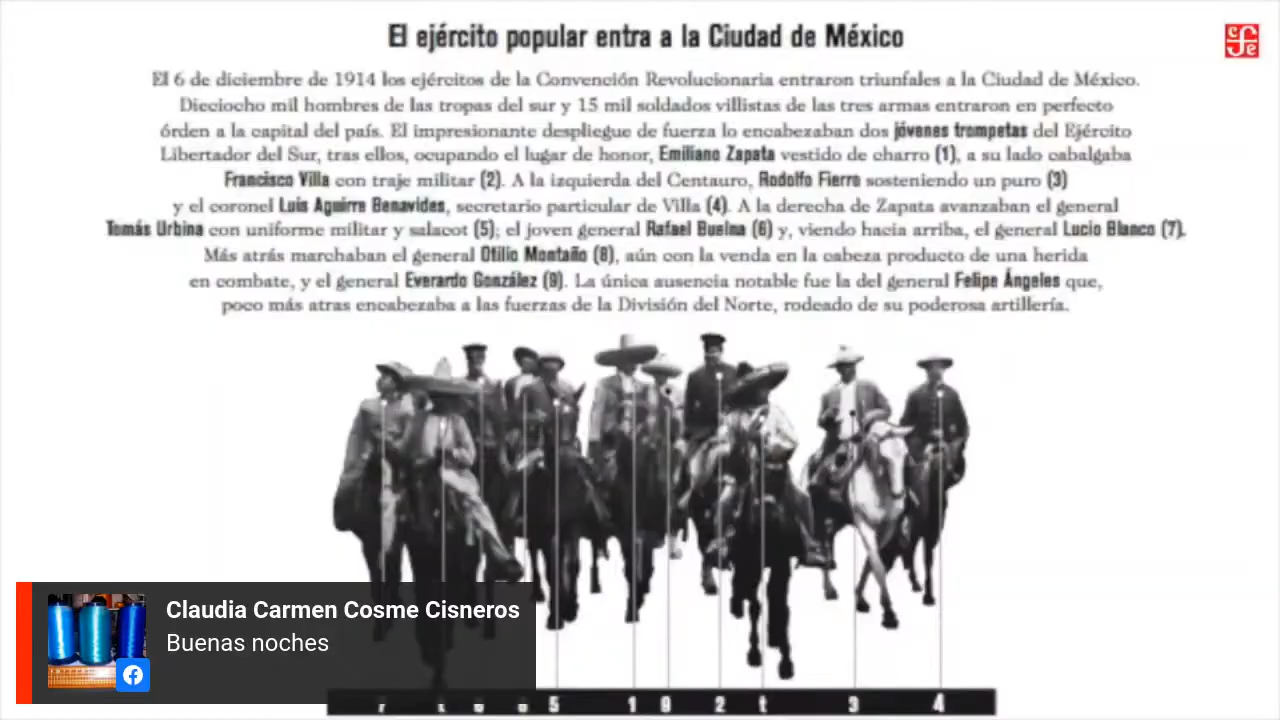 El ejército popular entra a la Ciudad de México
El 6 de diciembre de 1914 los ejércitos de la Convención Revolucionaria entraron triunfales a la Ciudad de México.
Dieciocho mil hombres de las tropas del sur y 15 mil soldados villistas de las tres armas entraron en perfecto
órden a la capital del país. El impresionante despliegue de fuerza lo encabezaban dos jóvenes trompetas del Ejército
Libertador del Sur, tras ellos, ocupando el lugar de honor, Emiliano Zapata vestido de charro (1), a su lado cabalgaba
Francisco Villa con traje militar (2). A la izquierda del Centauro, Rodolfo Fierro sosteniendo un puro (3)
y el coronel Luis Aguirre Benavides, secretario particular de Villa (4). A la derecha de Zapata avanzaban el general
Tomás Urbina con uniforme militar y salacot (5); el joven general Rafael Buelna (6) y, viendo hacia arriba, el general Lucio Blanco (7).
Más atrás marchaban el general Otilio Montaño (8), aún con la venda en la cabeza producto de una herida
en combate, y el general Everardo González (9). La única ausencia notable fue la del general Felipe Ángeles que,
poco más atras encabezaba a las fuerzas de la División del Norte, rodeado de su poderosa artillería.
cfe
Claudia Carmen Cosme Cisneros
Buenas noches
5 1 9 2 t 3 4